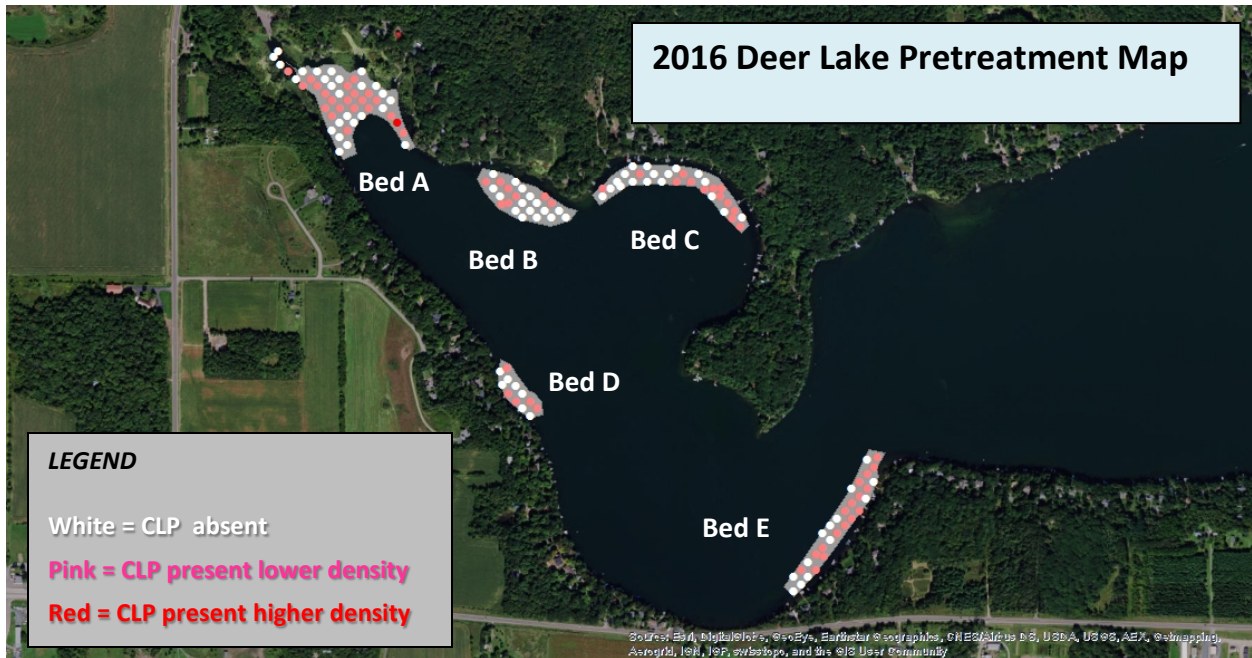 2016 Deer Lake Pretreatment Map
Bed A
Bed B
Bed C
Bed D
Bed E
LEGEND
White = CLP absent
Pink = CLP present lower density
Red = CLP present higher density
Source: Esri, DigitalGlobe, GeoEye, Earthstar Geographics, CNES/Airbus DS, USDA, USGS, AEX, Getmapping,
Aerogrid, IGN, IGP, swisstopo, and the GIS User Community